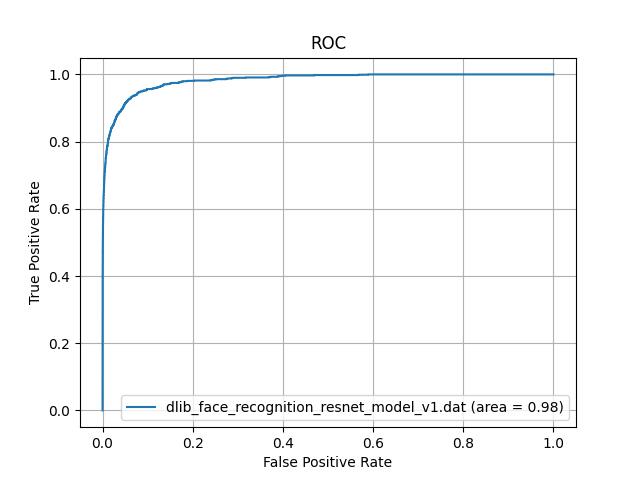 ROC
True Positive Rate
1.0
0.8
0.6
0.4
0.2
0.0
dlib_face_recognition_resnet_model_v1.dat (area = 0.98)
0.0 0.2 0.4 0.6 0.8 1.0
False Positive Rate